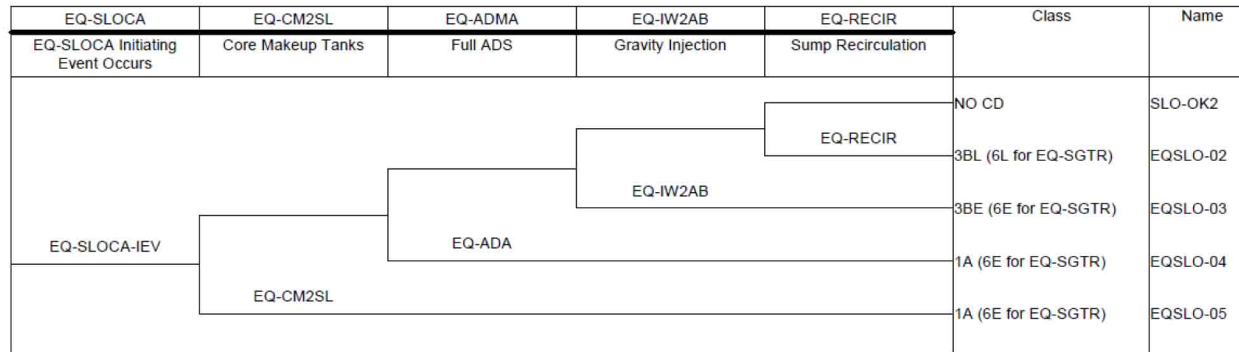 EQ-SLOCA EQ-CM2SL EQ-ADMA EQ-IW2AB EQ-RECIR Class Name
EQ-SLOCA Initiating Event Occurs Core Makeup Tanks Full ADS Gravity Injection Sump Recirculation
NO CD SLO-OK2
EQ-RECIR
3BL (6L for EQ-SGTR) EQSLO-02
EQ-IW2AB
3BE (6E for EQ-SGTR) EQSLO-03
EQ-SLOCA-IEV EQ-ADA
1A (6E for EQ-SGTR) EQSLO-04
EQ-CM2SL
1A (6E for EQ-SGTR) EQSLO-05